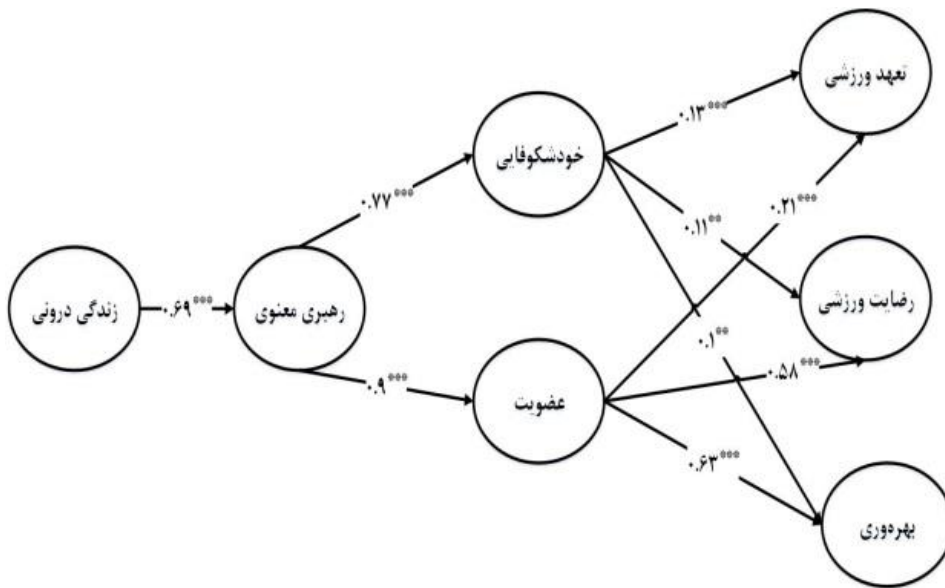 تعهد ورزشی
۰.۱۳***
خودشکوفایی
۰.۷۷***
۰.۲۱***
۰.۱۱**
زندگی درونی
۰.۶۹***
رهبری معنوی
رضایت ورزشی
۰.۱**
۰.۵۸***
۰.۹***
عضویت
۰.۶۳***
بهره‌وری